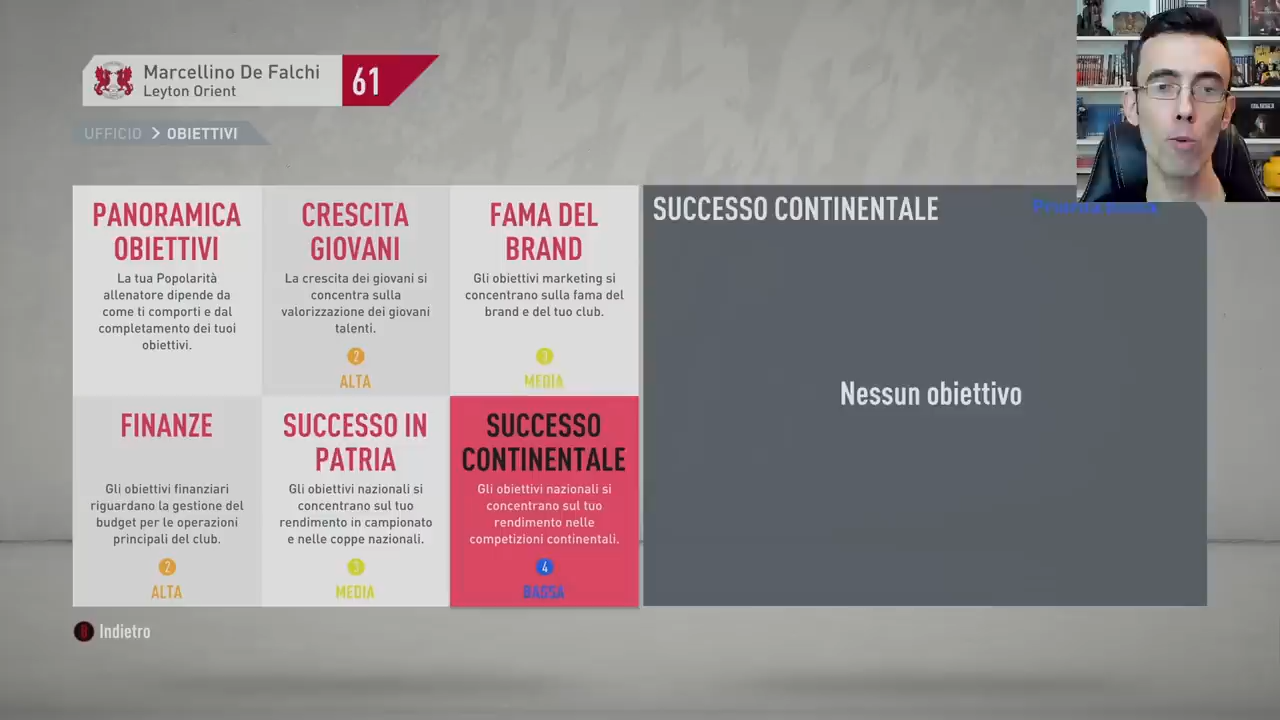 Marcellino De Falchi
Leyton Orient
61
UFFICIO > OBIETTIVI
PANORAMICA
OBIETTIVI
La tua Popolarità
allenatore dipende da
come ti comporti e dal
completamento dei tuoi
obiettivi.
CRESCITA
GIOVANI
La crescita dei giovani si
concentra sulla
valorizzazione dei giovani
talenti.
2
ALTA
FAMA DEL
BRAND
Gli obiettivi marketing si
concentrano sulla fama del
brand e del tuo club.
3
MEDIA
FINANZE
Gli obiettivi finanziari
riguardano la gestione del
budget per le operazioni
principali del club.
2
ALTA
SUCCESSO IN
PATRIA
Gli obiettivi nazionali si
concentrano sul tuo
rendimento in campionato
e nelle coppe nazionali.
3
MEDIA
SUCCESSO
CONTINENTALE
Gli obiettivi nazionali si
concentrano sul tuo
rendimento nelle
competizioni continentali.
4
BASSA
SUCCESSO CONTINENTALE
Nessun obiettivo
B Indietro